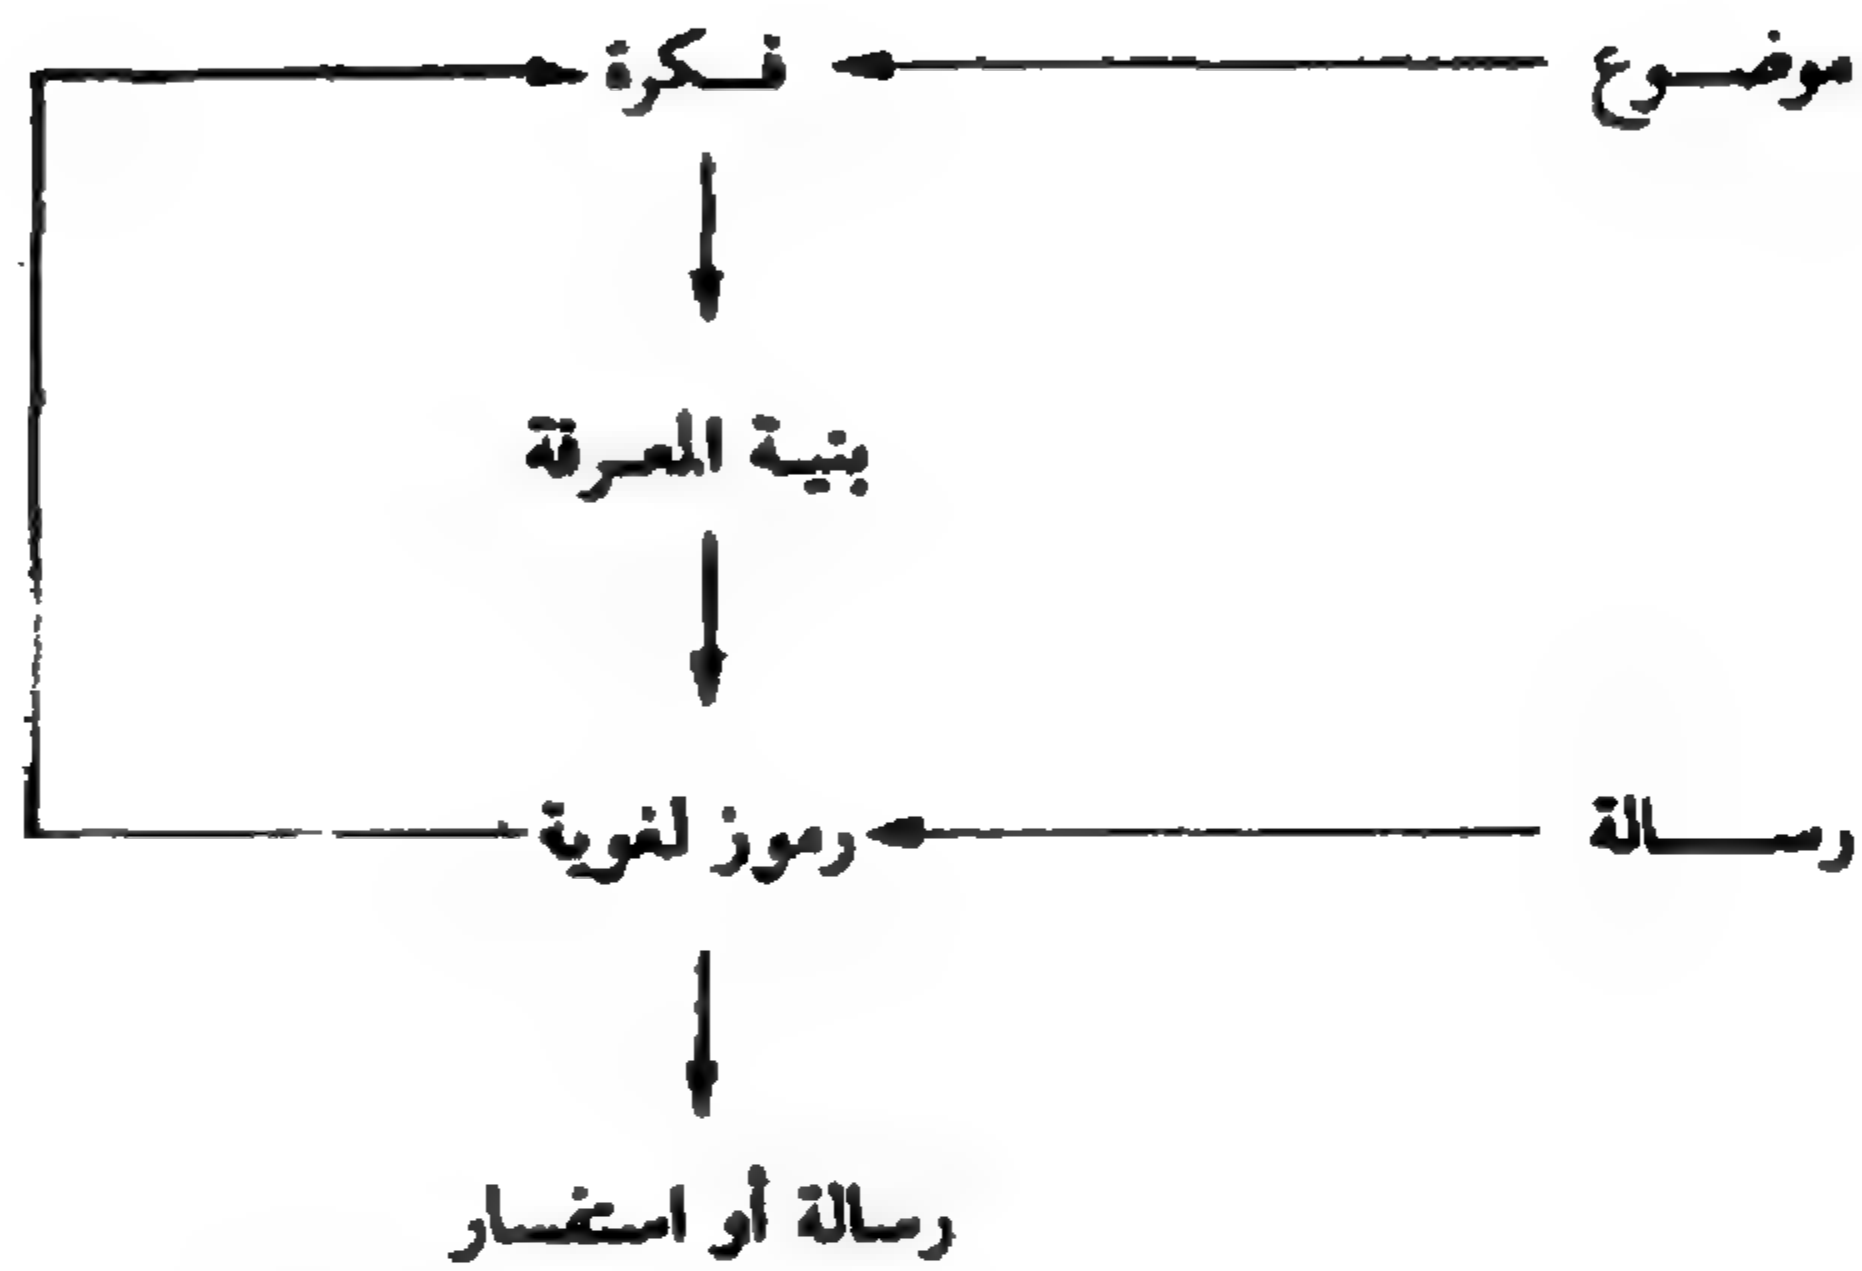 موضوع
فكرة
بنية المعرفة
رسالة
رموز لغوية
رسالة أو استفسار